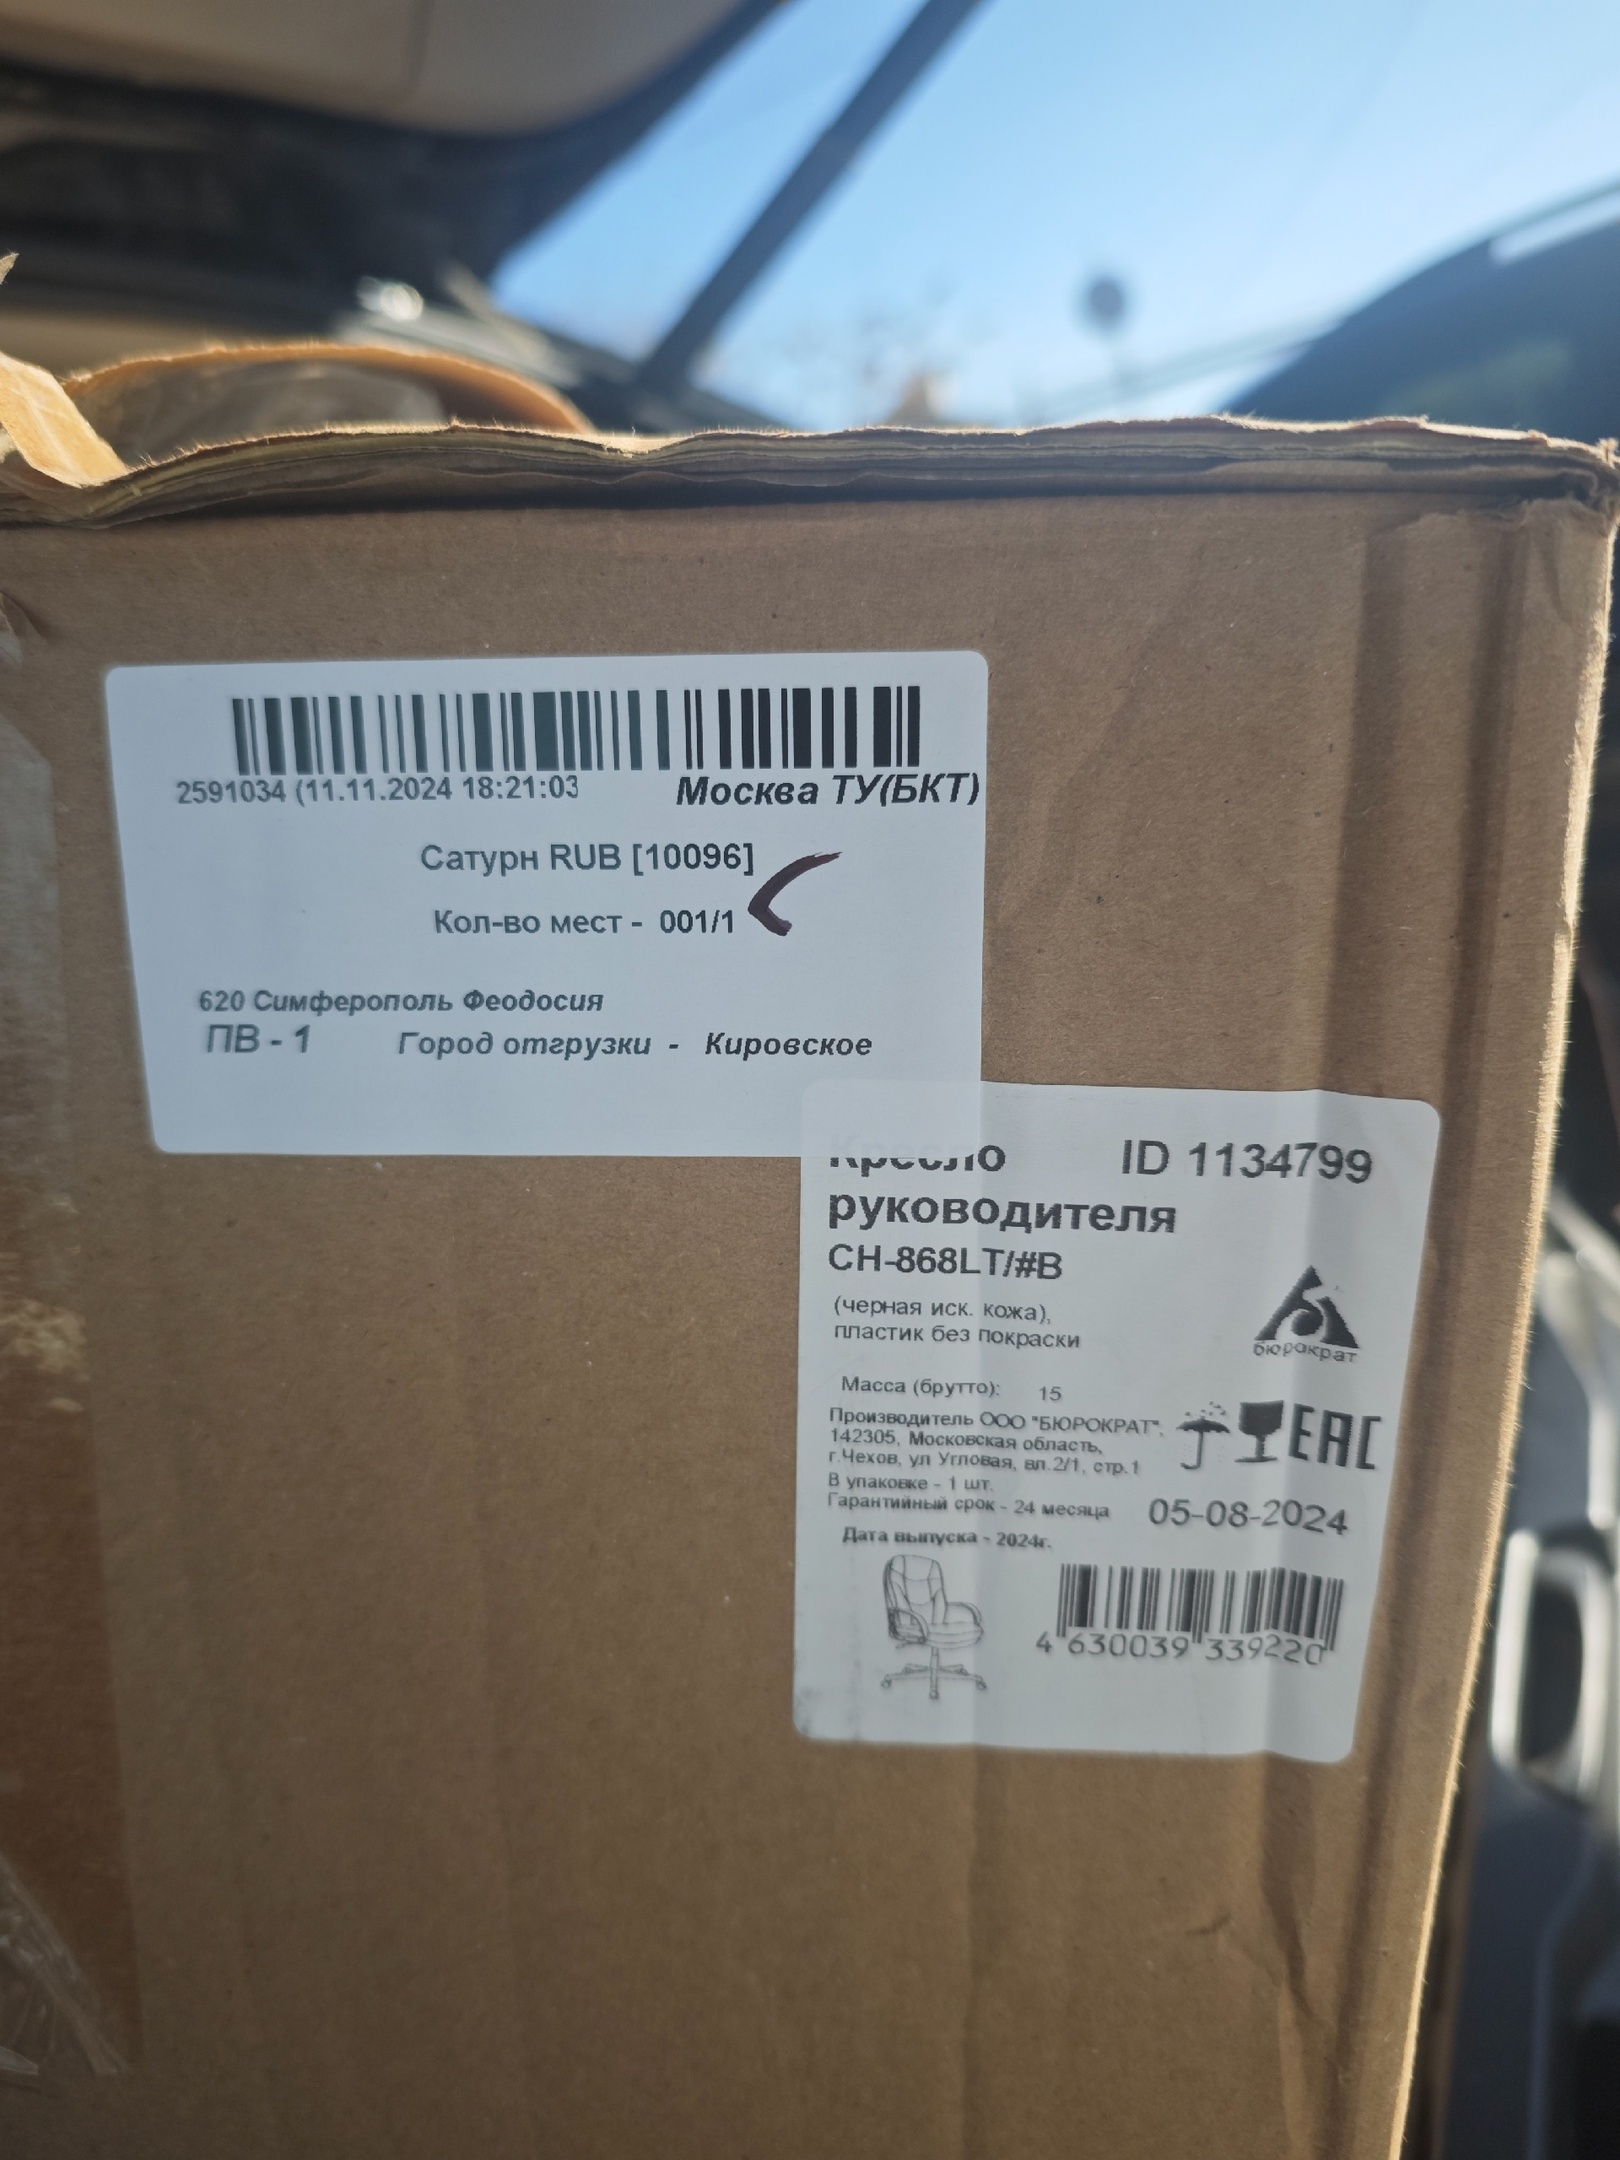 2591034 (11.11.2024 18:21:03
Москва ТУ(БКТ)
Сатурн RUB [10096]
Кол-во мест - 001/1
620 Симферополь Феодосия
ПВ - 1 Город отгрузки - Кировское
Кресло ID 1134799
руководителя
CH-868LT/#B
(черная иск. кожа),
пластик без покраски
бюрократ
Масса (брутто): 15
Производитель ООО "БЮРОКРАТ",
142305, Московская область,
г.Чехов, ул Угловая, вл.2/1, стр.1
EAC
В упаковке - 1 шт.
Гарантийный срок - 24 месяца
05-08-2024
Дата выпуска - 2024г.
4 630039 339220